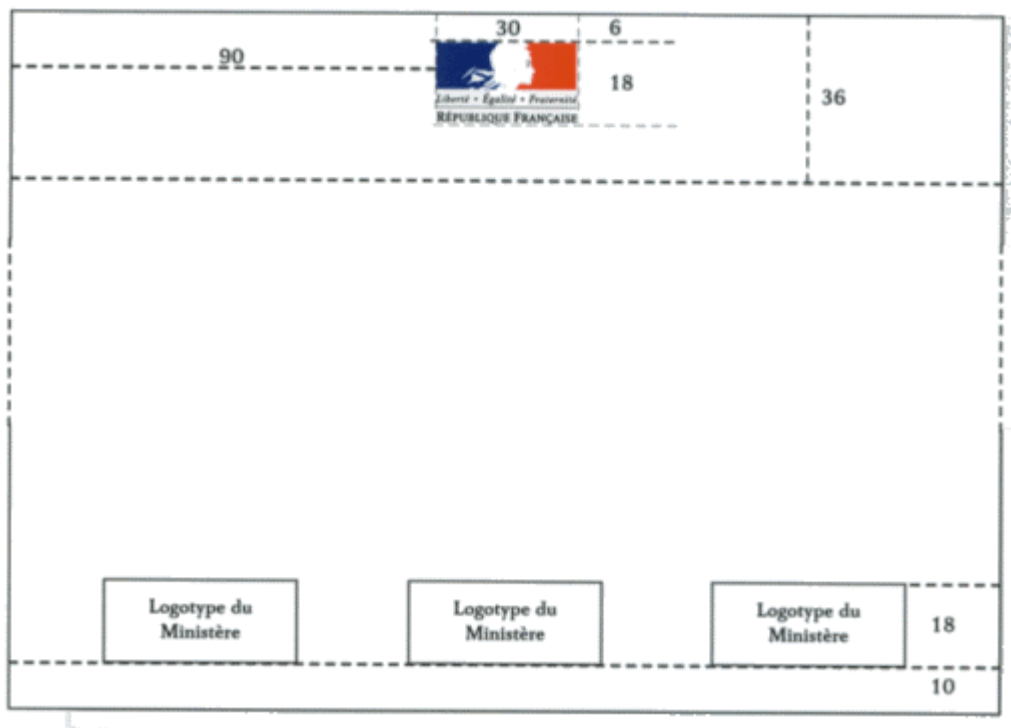 30
6
90
18
36
Liberté • Égalité • Fraternité
RÉPUBLIQUE FRANÇAISE
Logotype du
Ministère
Logotype du
Ministère
Logotype du
Ministère
18
10